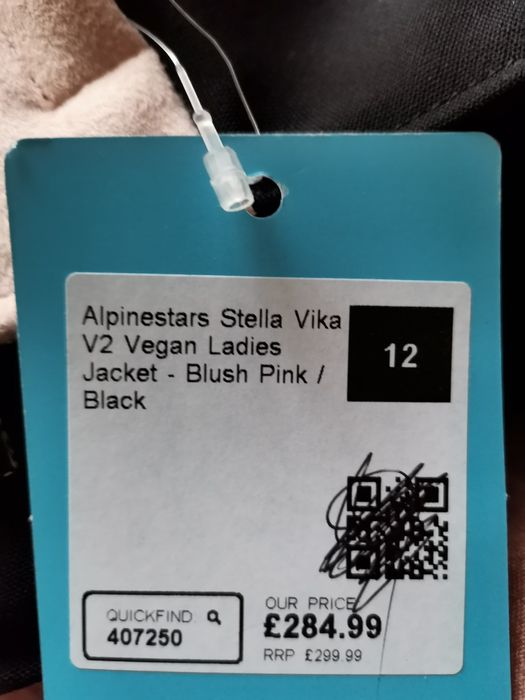 Alpinestars Stella Vika
V2 Vegan Ladies
Jacket - Blush Pink /
Black
12
QUICKFIND
407250
OUR PRICE
£284.99
RRP £299.99